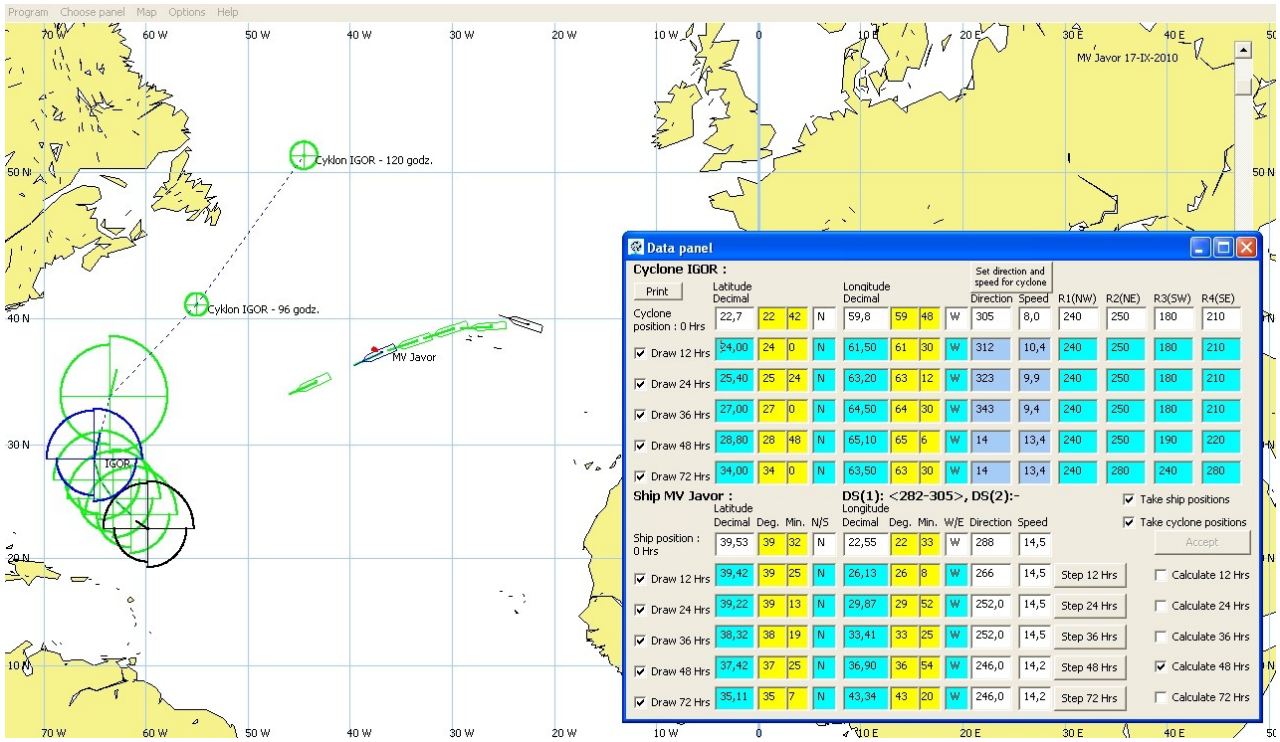 Program Choose panel Map Options Help
70 W 60 W 50 W 40 W 30 W 20 W 10 W 0 10 E 20 E 30 E 40 E 50
MV Javor 17-IX-2010
Cyklon IGOR - 120 godz.
50 N 50 N
Cyklon IGOR - 96 godz.
40 N
MV Javor
30 N
IGOR
20 N N
10 N N
70 W 60 W 50 W 40 W 30 W 20 W 10 W 0 10 E 20 E 30 E 40 E 50
Data panel
Cyclone IGOR :
Set direction and
speed for cyclone
Print
Latitude Longitude
Decimal Decimal Direction Speed R1(NW) R2(NE) R3(SW) R4(SE)
Cyclone
position : 0 Hrs 22,7 22 42 N 59,8 59 48 W 305 8,0 240 250 180 210
Draw 12 Hrs 24,00 24 0 N 61,50 61 30 W 312 10,4 240 250 180 210
Draw 24 Hrs 25,40 25 24 N 63,20 63 12 W 323 9,9 240 250 180 210
Draw 36 Hrs 27,00 27 0 N 64,50 64 30 W 343 9,4 240 250 180 210
Draw 48 Hrs 28,80 28 48 N 65,10 65 6 W 14 13,4 240 250 190 220
Draw 72 Hrs 34,00 34 0 N 63,50 63 30 W 14 13,4 240 280 240 280
Ship MV Javor : DS(1): <282-305>, DS(2):-
Take ship positions
Latitude Longitude
Decimal Deg. Min. N/S Decimal Deg. Min. W/E Direction Speed
Take cyclone positions
Ship position :
0 Hrs 39,53 39 32 N 22,55 22 33 W 288 14,5 Accept
Draw 12 Hrs 39,42 39 25 N 26,13 26 8 W 266 14,5 Step 12 Hrs Calculate 12 Hrs
Draw 24 Hrs 39,22 39 13 N 29,87 29 52 W 252,0 14,5 Step 24 Hrs Calculate 24 Hrs
Draw 36 Hrs 38,32 38 19 N 33,41 33 25 W 252,0 14,5 Step 36 Hrs Calculate 36 Hrs
Draw 48 Hrs 37,42 37 25 N 36,90 36 54 W 246,0 14,2 Step 48 Hrs Calculate 48 Hrs
Draw 72 Hrs 35,11 35 7 N 43,34 43 20 W 246,0 14,2 Step 72 Hrs Calculate 72 Hrs